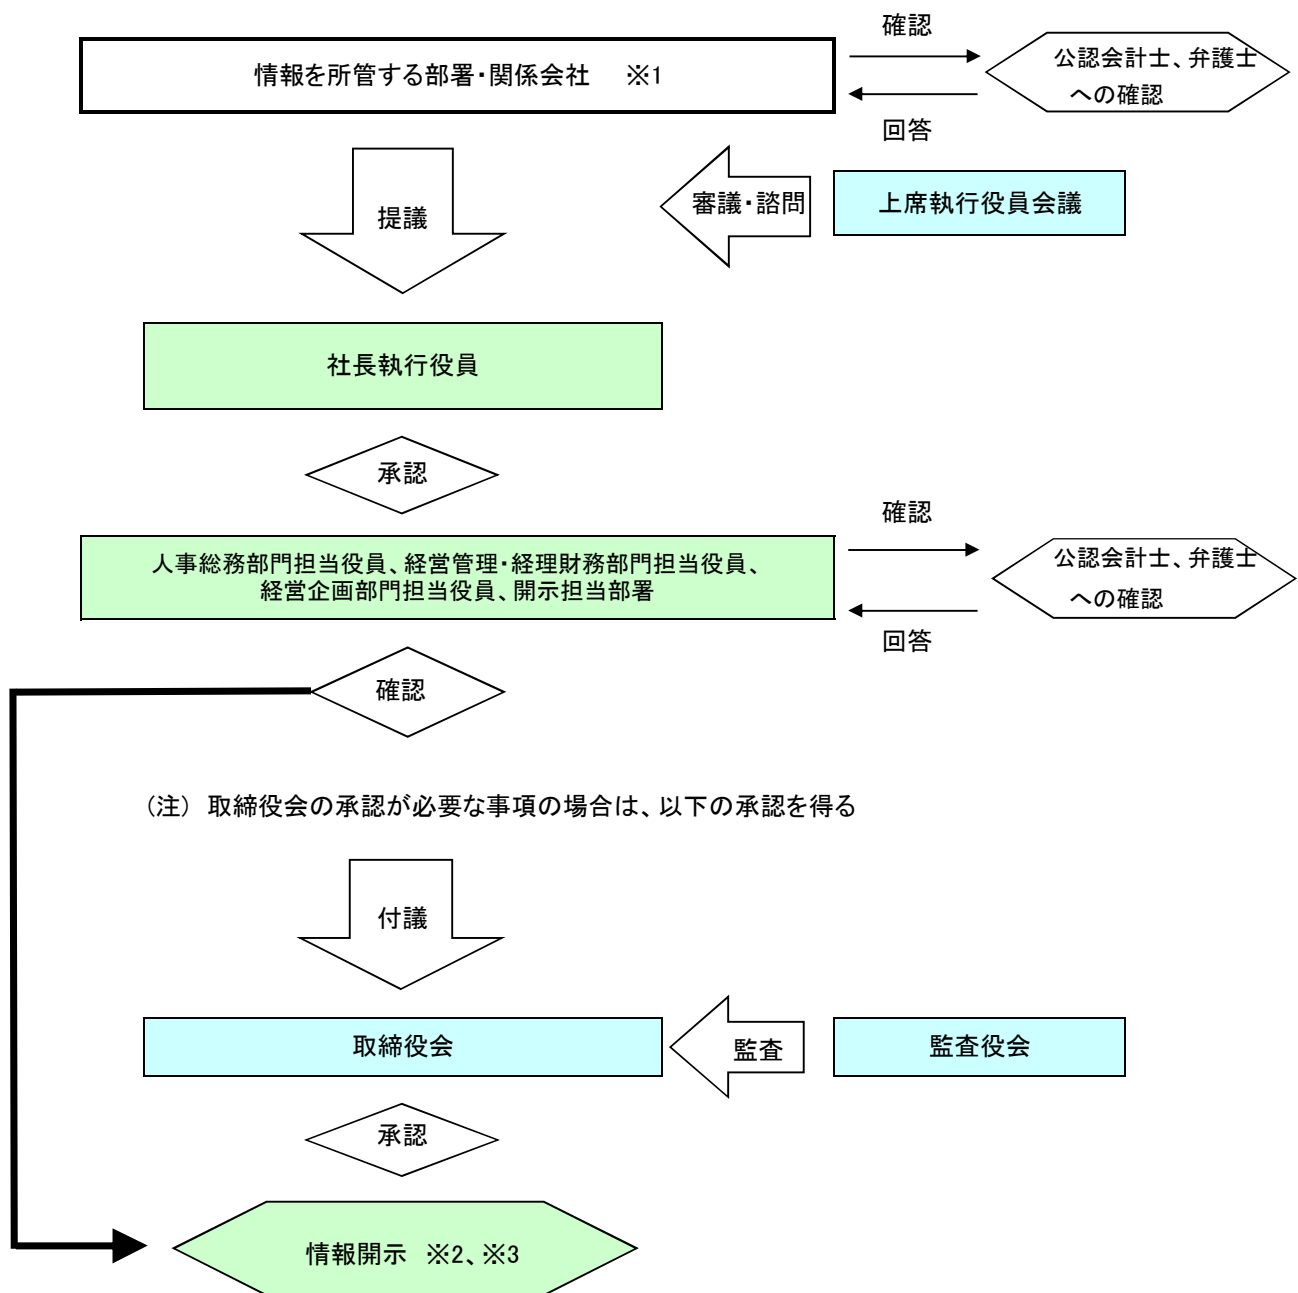 確認
情報を所管する部署・関係会社 ※1
公認会計士、弁護士
への確認
回答
提議
審議・諮問
上席執行役員会議
社長執行役員
承認
確認
人事総務部門担当役員、経営管理・経理財務部門担当役員、
経営企画部門担当役員、開示担当部署
公認会計士、弁護士
への確認
回答
確認
（注） 取締役会の承認が必要な事項の場合は、以下の承認を得る
付議
取締役会
監査
監査役会
承認
情報開示 ※2、※3